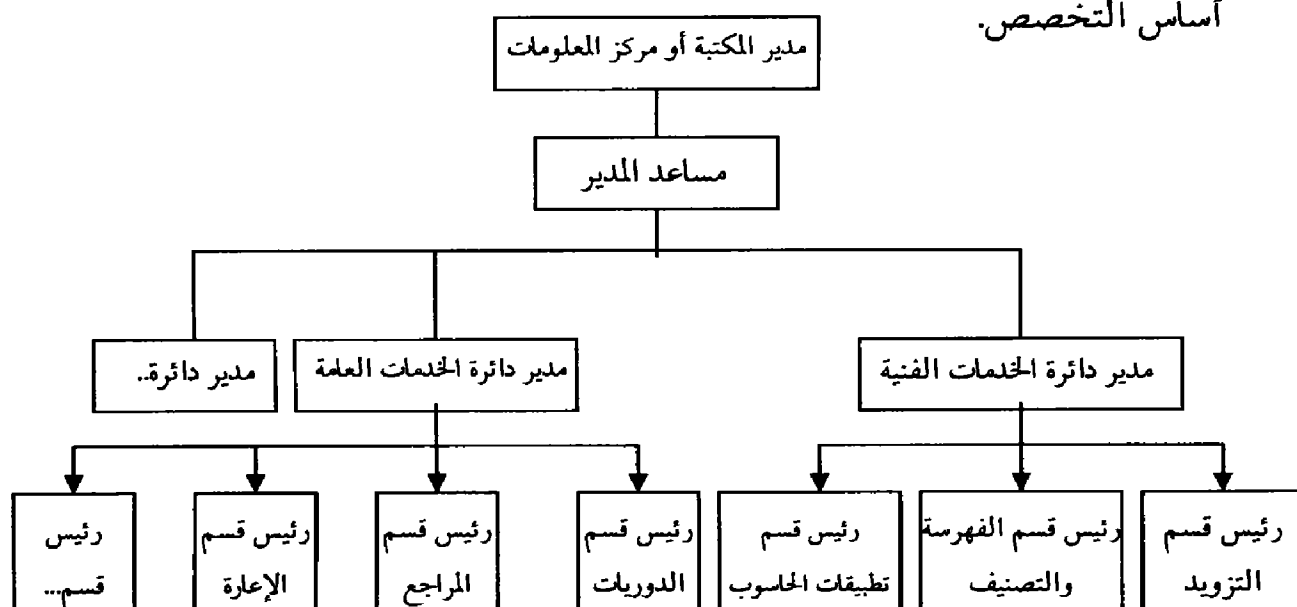 أساس التخصص.
مدير المكتبة أو مركز المعلومات
مساعد المدير
مدير دائرة الخدمات الفنية
مدير دائرة الخدمات العامة
مدير دائرة..
رئيس قسم
التزويد
رئيس قسم الفهرسة
والتصنيف
رئيس قسم
تطبيقات الحاسوب
رئيس قسم
الدوريات
رئيس قسم
المراجع
رئيس قسم
الإعارة
رئيس
قسم...